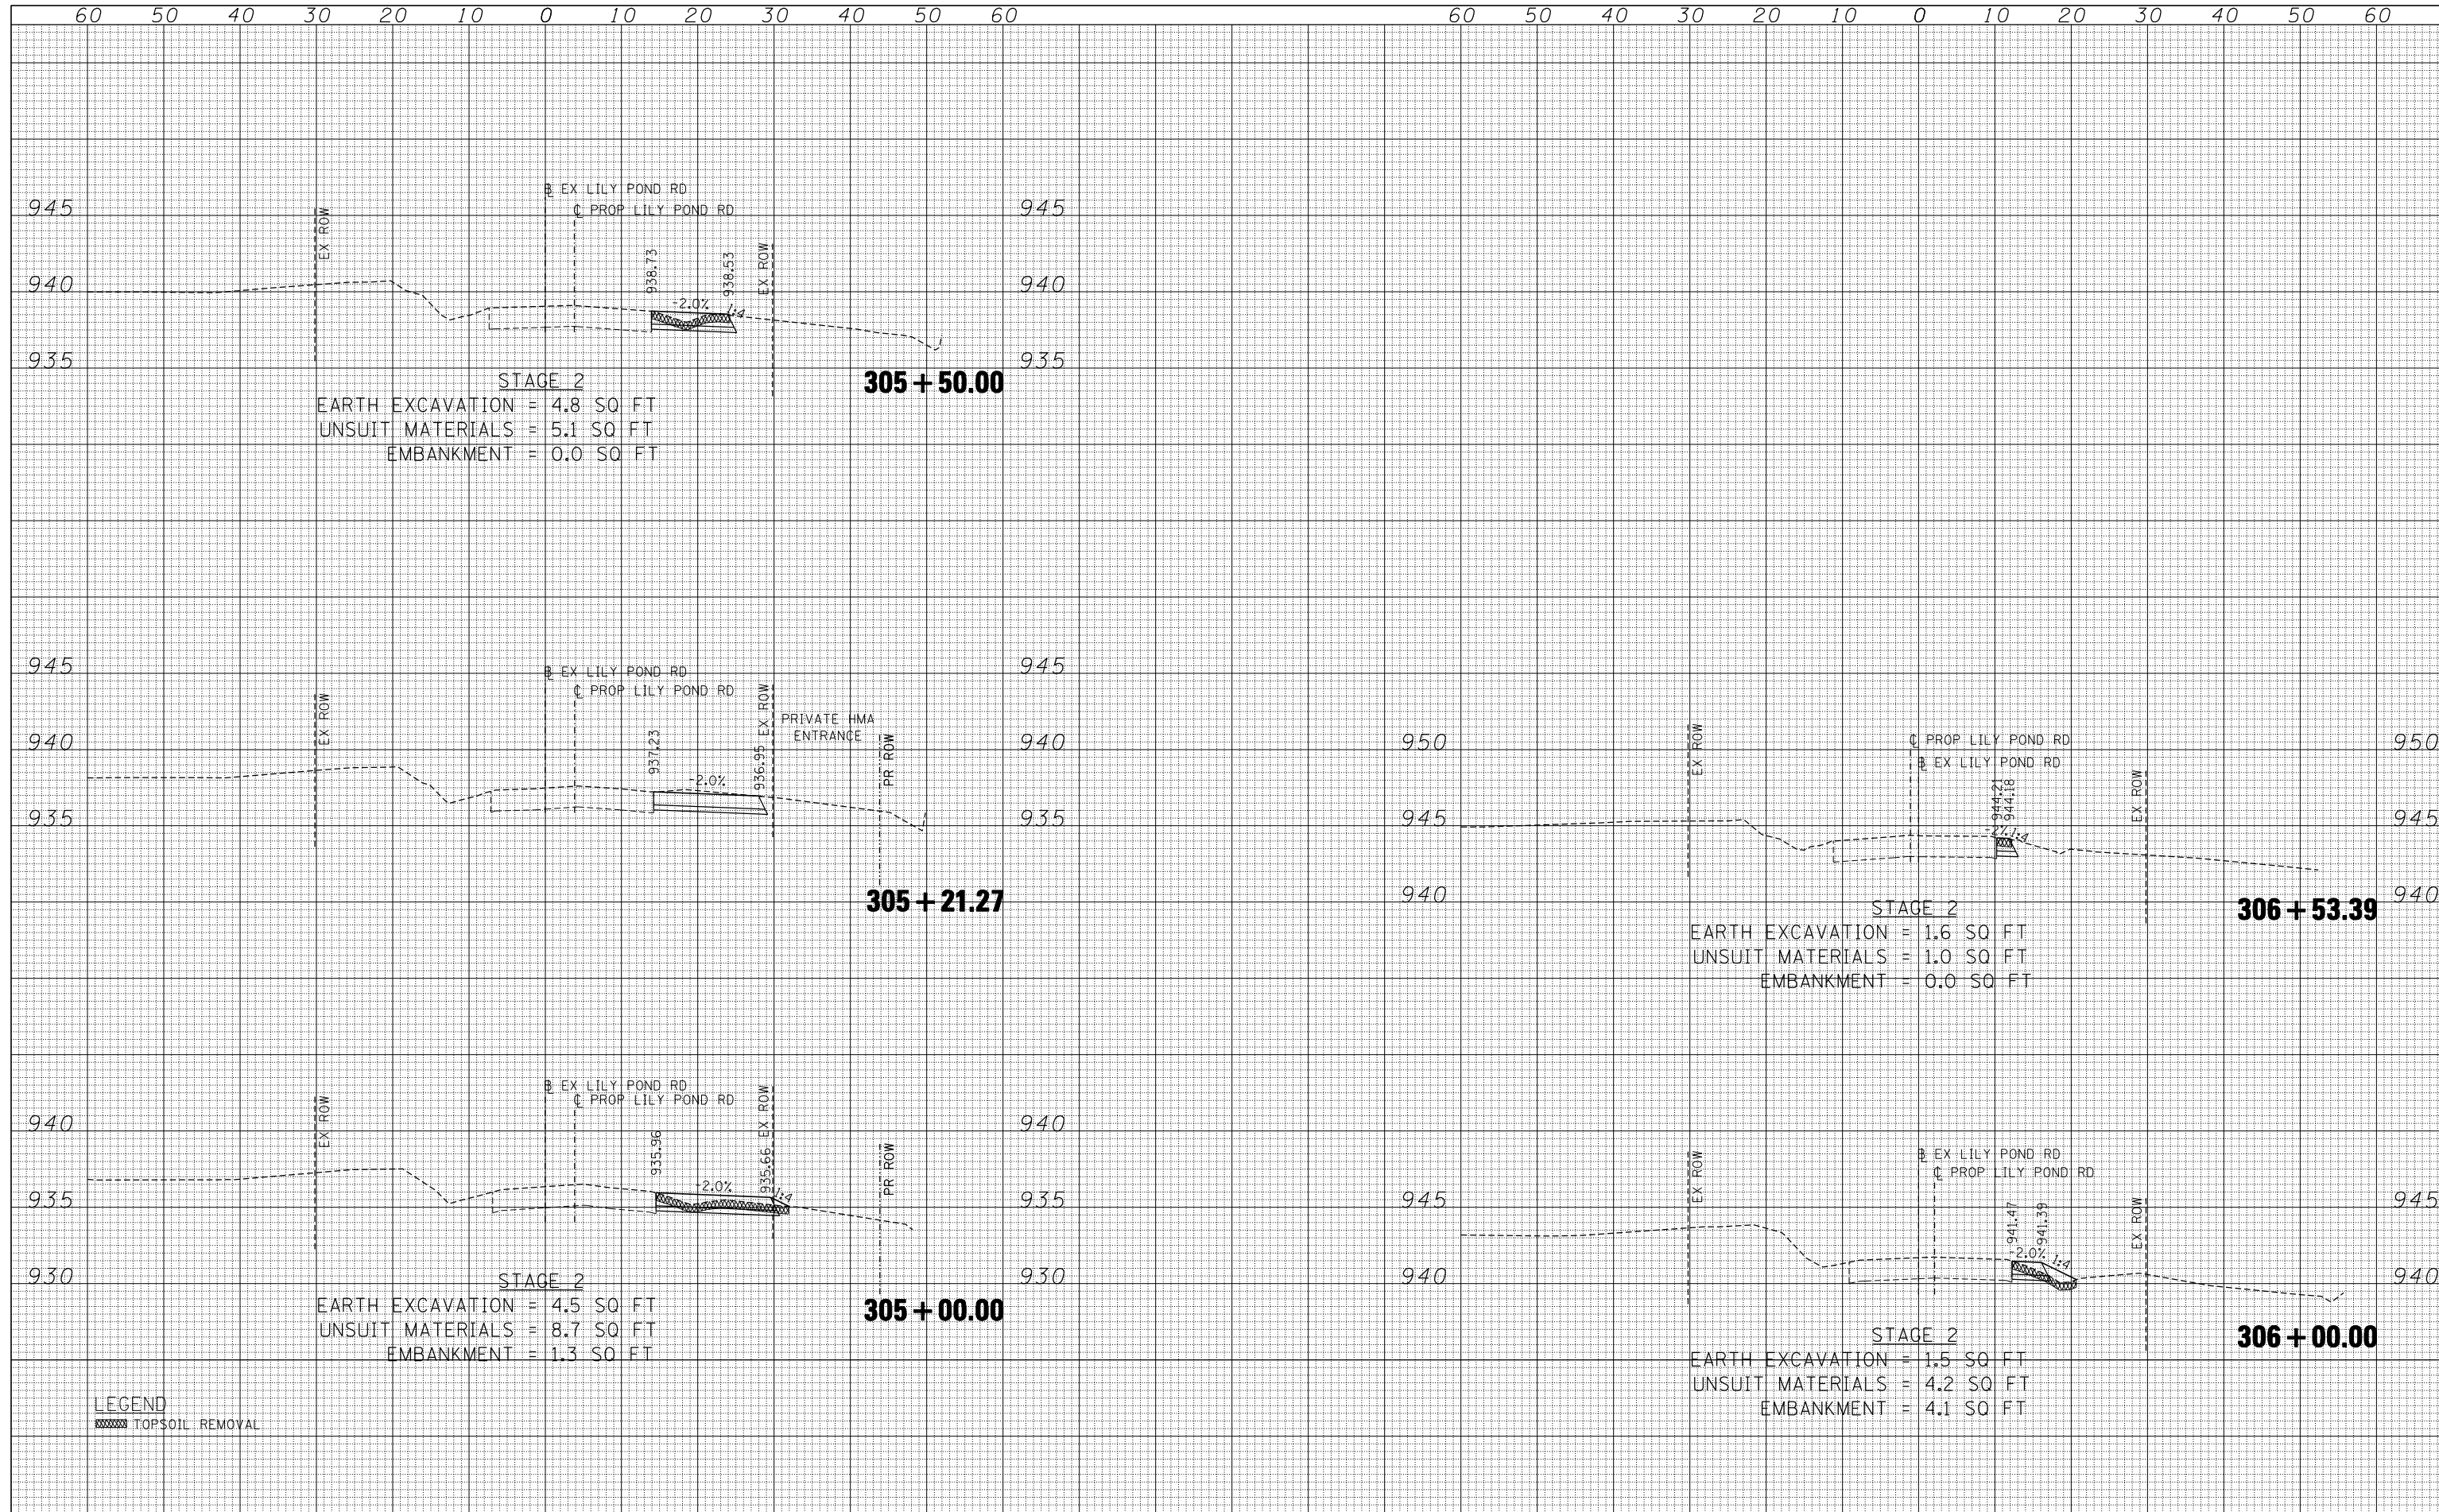 60 50 40 30 20 10 0 10 20 30 40 50 60
60 50 40 30 20 10 0 10 20 30 40 50 60
℄ EX LILY POND RD
℄ PROP LILY POND RD
945
945
EX ROW
EX ROW
938.73
938.53
940
940
-2.0%
1:4
935
935
STAGE 2
305+50.00
EARTH EXCAVATION = 4.8 SQ FT
UNSUIT MATERIALS = 5.1 SQ FT
EMBANKMENT = 0.0 SQ FT
945
945
EX LILY POND RD
℄ PROP LILY POND RD
EX ROW
EX ROW
PRIVATE HMA
ENTRANCE
PR ROW
937.23
936.95
940
940
-2.0%
935
935
305+21.27
EX LILY POND RD
℄ PROP LILY POND RD
EX ROW
EX ROW
PR ROW
935.96
935.66
940
940
-2.0%
1:4
935
935
930
930
STAGE 2
305+00.00
EARTH EXCAVATION = 4.5 SQ FT
UNSUIT MATERIALS = 8.7 SQ FT
EMBANKMENT = 1.3 SQ FT
LEGEND
TOPSOIL REMOVAL
950
950
℄ PROP LILY POND RD
EX LILY POND RD
EX ROW
EX ROW
944.21
944.18
-2%
1:4
945
945
940
940
STAGE 2
306+53.39
EARTH EXCAVATION = 1.6 SQ FT
UNSUIT MATERIALS = 1.0 SQ FT
EMBANKMENT = 0.0 SQ FT
EX LILY POND RD
℄ PROP LILY POND RD
EX ROW
EX ROW
945
945
941.47
941.39
-2.0%
1:4
940
940
STAGE 2
306+00.00
EARTH EXCAVATION = 1.5 SQ FT
UNSUIT MATERIALS = 4.2 SQ FT
EMBANKMENT = 4.1 SQ FT